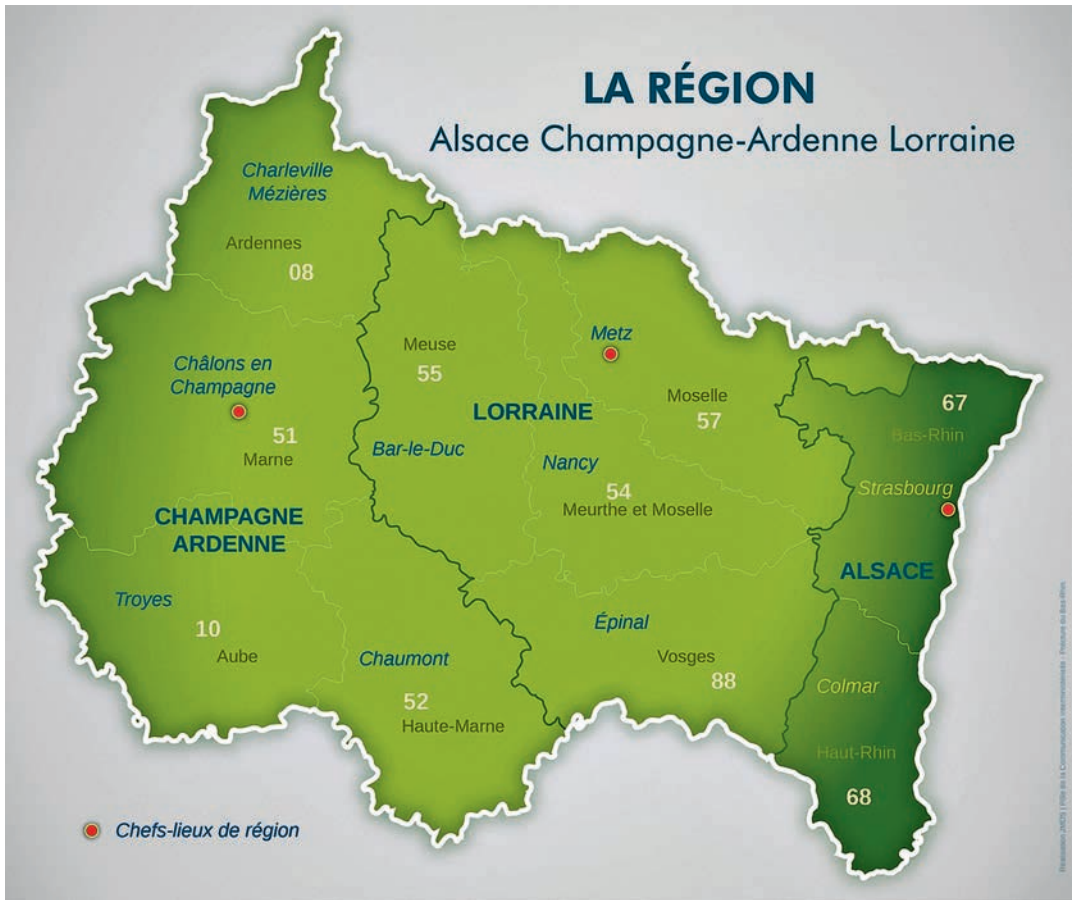 LA RÉGION
Alsace Champagne-Ardenne Lorraine
Charleville
Mézières
Ardennes
08
Châlons en
Champagne
51
Marne
CHAMPAGNE
ARDENNE
Troyes
10
Aube
Chaumont
52
Haute-Marne
Meuse
55
LORRAINE
Bar-le-Duc
Metz
Moselle
57
Nancy
54
Meurthe et Moselle
Épinal
Vosges
88
67
Bas-Rhin
Strasbourg
ALSACE
Colmar
Haut-Rhin
68
Chefs-lieux de région